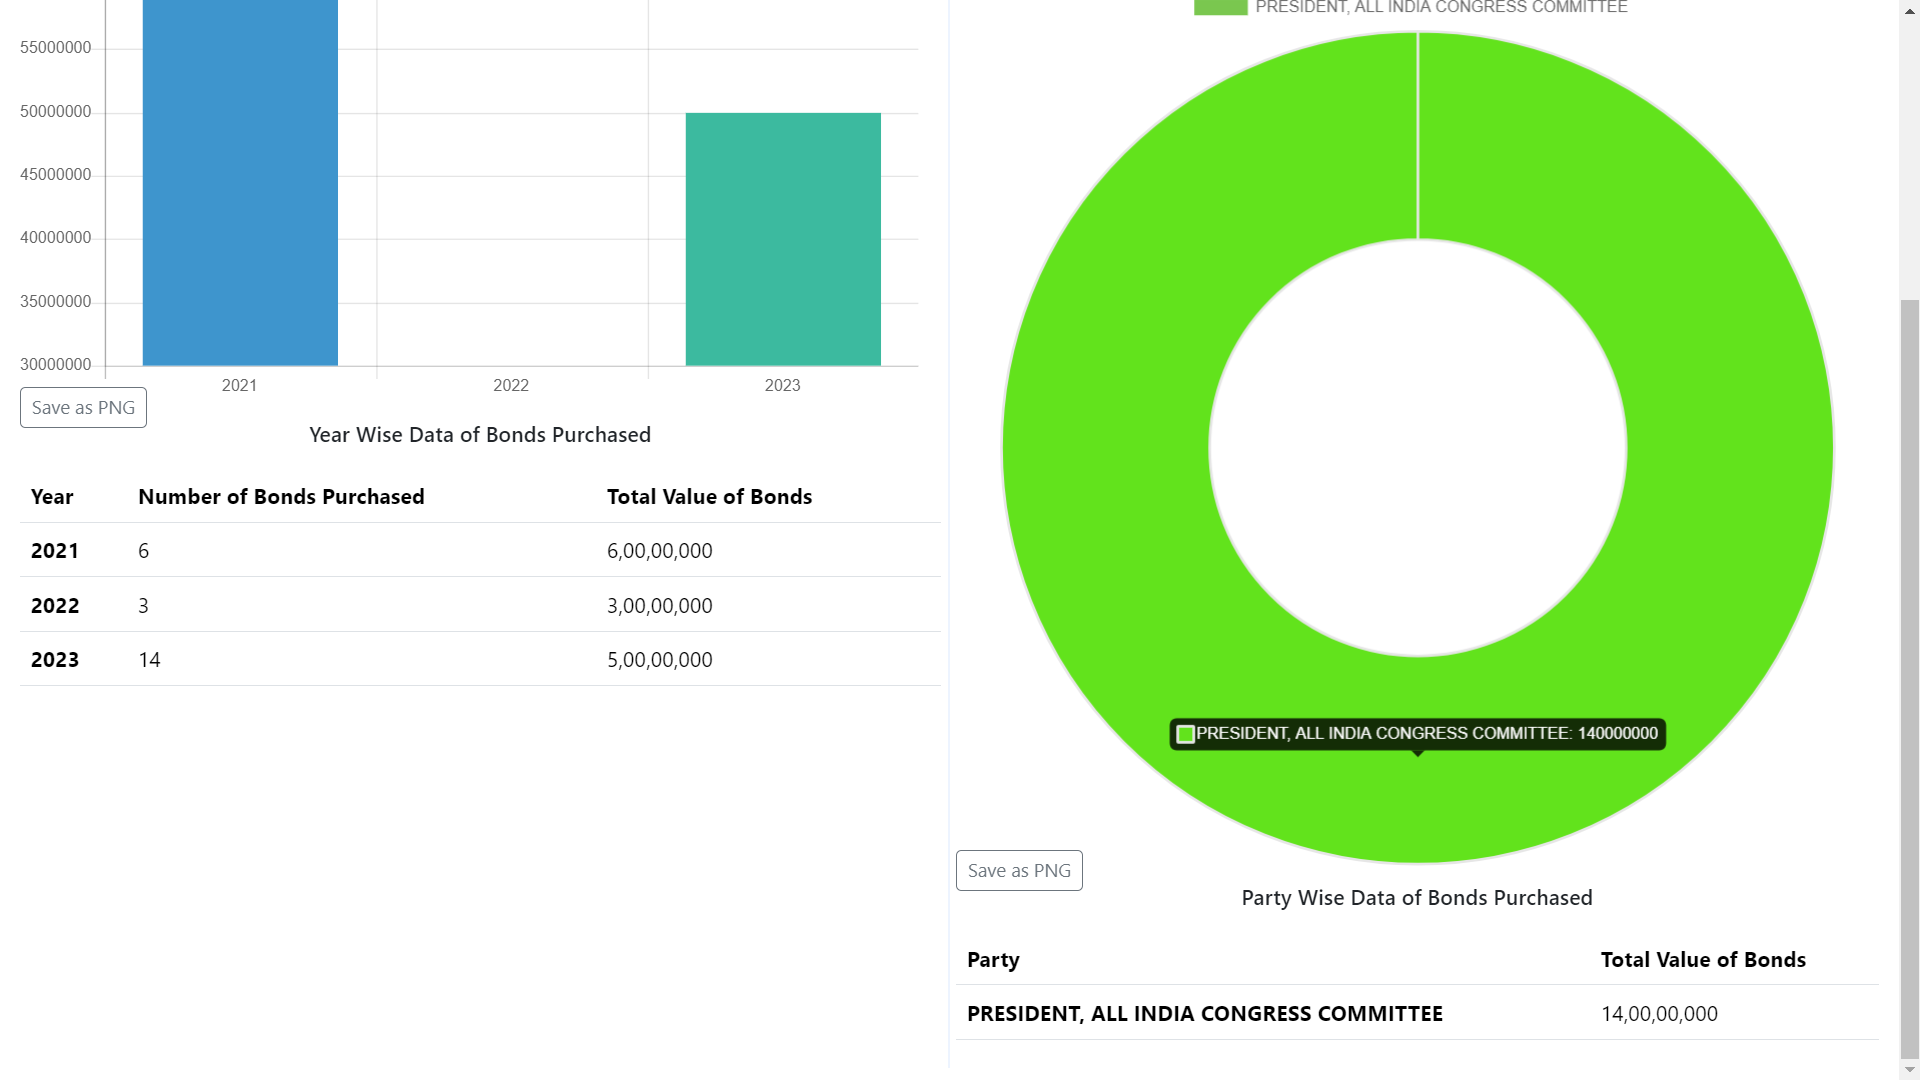 55000000
50000000
45000000
40000000
35000000
30000000
2021 2022 2023
Save as PNG
Year Wise Data of Bonds Purchased
Year Number of Bonds Purchased Total Value of Bonds
2021 6 6,00,00,000
2022 3 3,00,00,000
2023 14 5,00,00,000
PRESIDENT, ALL INDIA CONGRESS COMMITTEE
PRESIDENT, ALL INDIA CONGRESS COMMITTEE: 140000000
Save as PNG
Party Wise Data of Bonds Purchased
Party Total Value of Bonds
PRESIDENT, ALL INDIA CONGRESS COMMITTEE 14,00,00,000